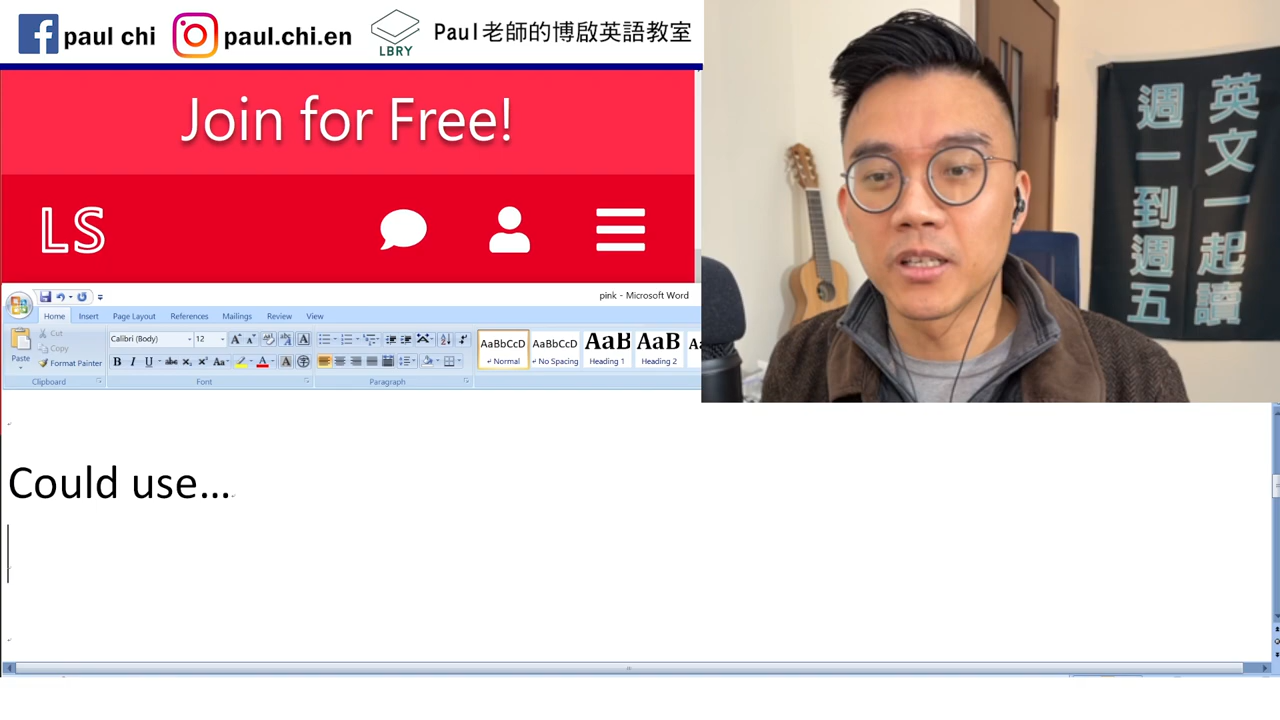 paul chi
paul.chi.en
LBRY
Paul老師的博啟英語教室
Join for Free!
LS
英文一起讀
週一到週五
pink - Microsoft Word
Home Insert Page Layout References Mailings Review View
Paste
Cut
Copy
Format Painter
Clipboard
Calibri (Body) 12
Font
Paragraph
AaBbCcD AaBbCcD AaB AaB
Normal No Spacing Heading 1 Heading 2
Could use...